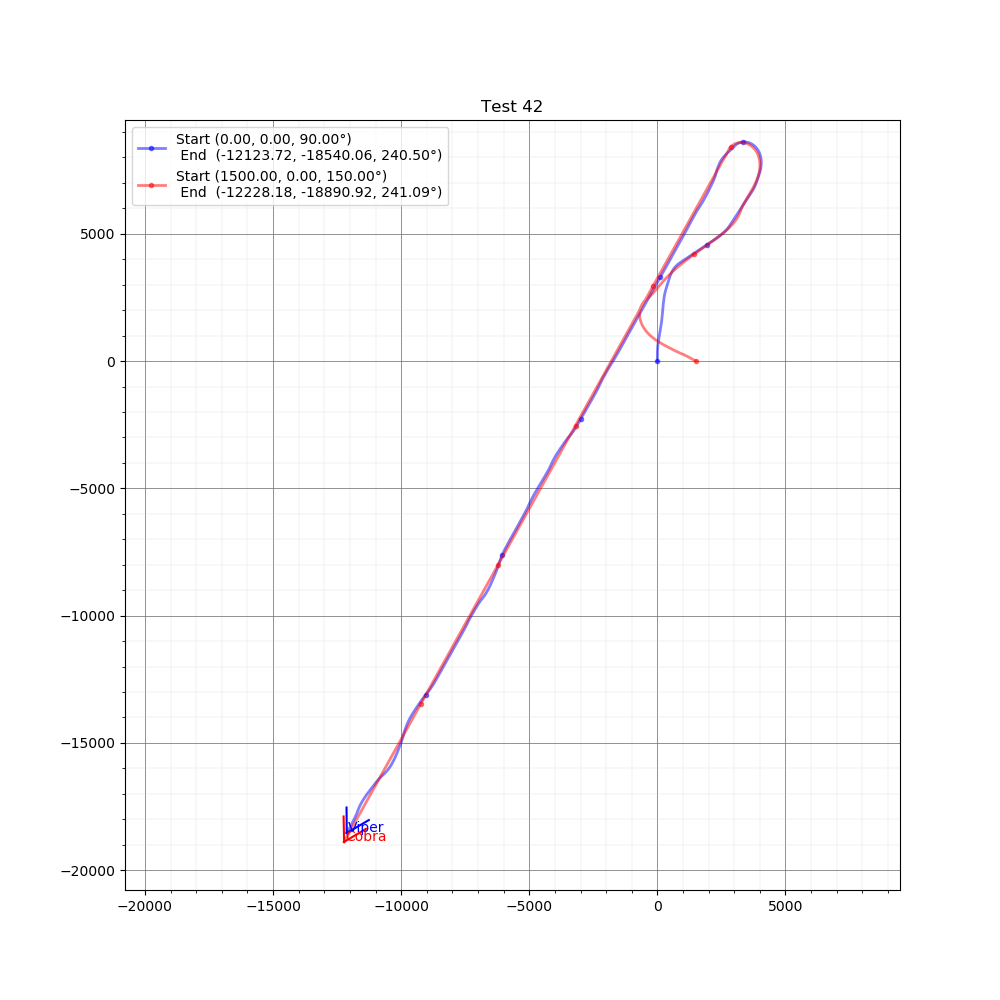 Test 42
Start (0.00, 0.00, 90.00°)
End  (-12123.72, -18540.06, 240.50°)
Start (1500.00, 0.00, 150.00°)
End  (-12228.18, -18890.92, 241.09°)
5000
0
−5000
−10000
−15000
−20000
Viper
Cobra
−20000 −15000 −10000 −5000 0 5000